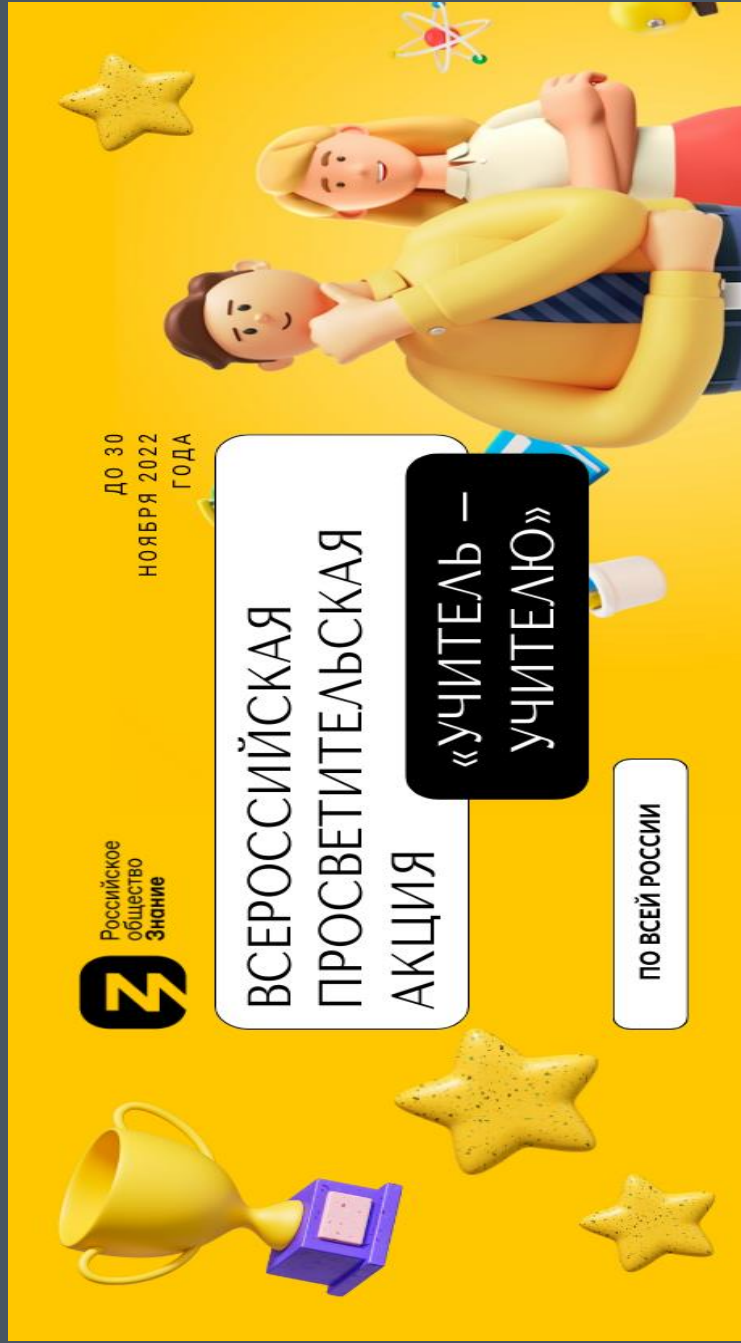 Российское
общество
Знание
ДО 30
НОЯБРЯ 2022
ГОДА
ВСЕРОССИЙСКАЯ
ПРОСВЕТИТЕЛЬСКАЯ
АКЦИЯ
«УЧИТЕЛЬ –
УЧИТЕЛЮ»
ПО ВСЕЙ РОССИИ